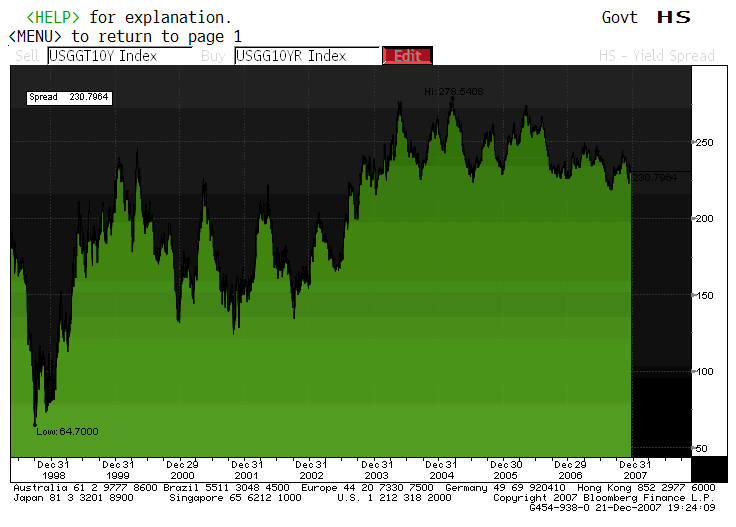 <HELP> for explanation.
Govt HS
<MENU> to return to page 1
Sell USGGT10Y Index Buy USGG10YR Index Edit HS - Yield Spread
Spread 230.7964
Hi: 278.5408
250
230.7964
200
150
100
Low: 64.7000
50
Dec 31 Dec 31 Dec 29 Dec 31 Dec 31 Dec 31 Dec 31 Dec 30 Dec 29 Dec 31
1998 1999 2000 2001 2002 2003 2004 2005 2006 2007
Australia 61 2 9777 8600 Brazil 5511 3048 4500 Europe 44 20 7330 7500 Germany 49 69 920410 Hong Kong 852 2977 6000
Japan 81 3 3201 8900 Singapore 65 6212 1000 U.S. 1 212 318 2000 Copyright 2007 Bloomberg Finance L.P.
G454-938-0 21-Dec-2007 19:24:09